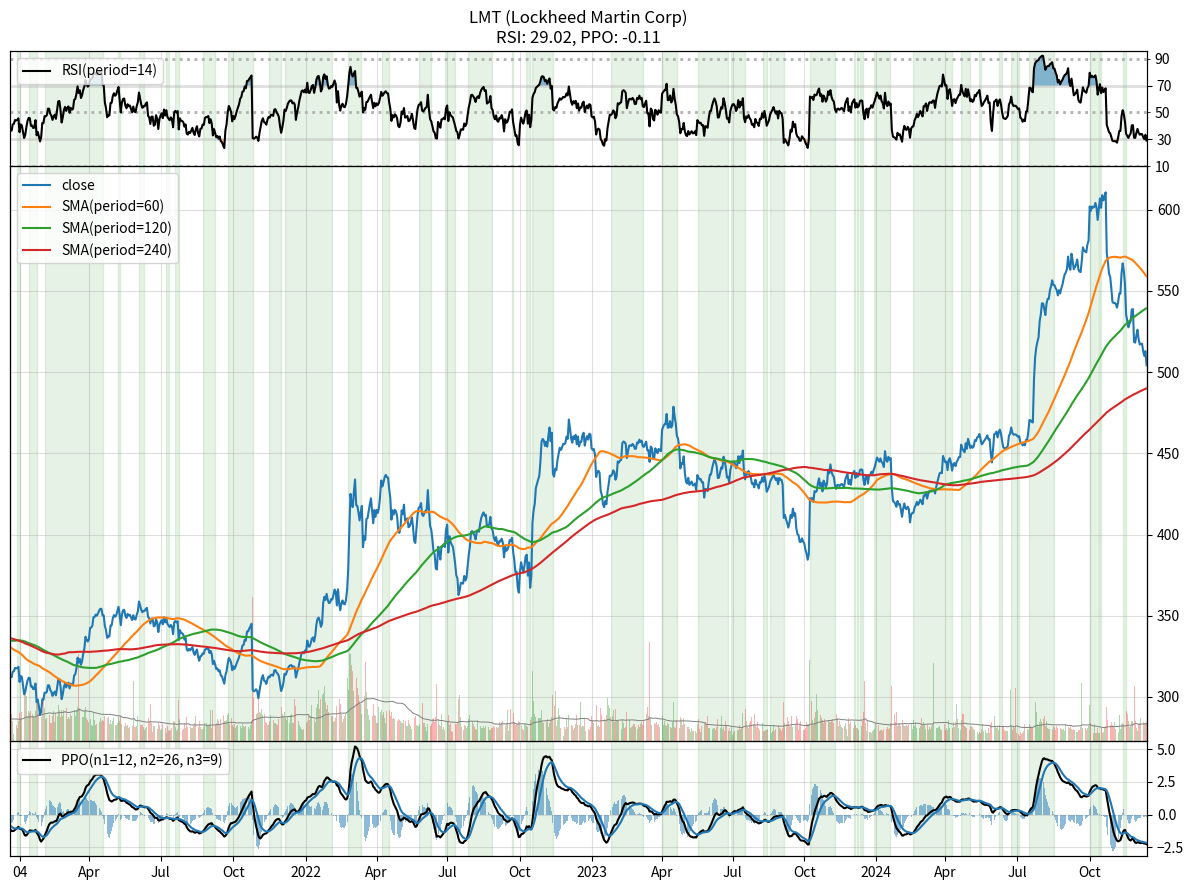 LMT (Lockheed Martin Corp)
RSI: 29.02, PPO: -0.11
RSI(period=14)
90
70
50
30
10
close
SMA(period=60)
SMA(period=120)
SMA(period=240)
600
550
500
450
400
350
300
PPO(n1=12, n2=26, n3=9)
5.0
2.5
0.0
−2.5
04 Apr Jul Oct 2022 Apr Jul Oct 2023 Apr Jul Oct 2024 Apr Jul Oct